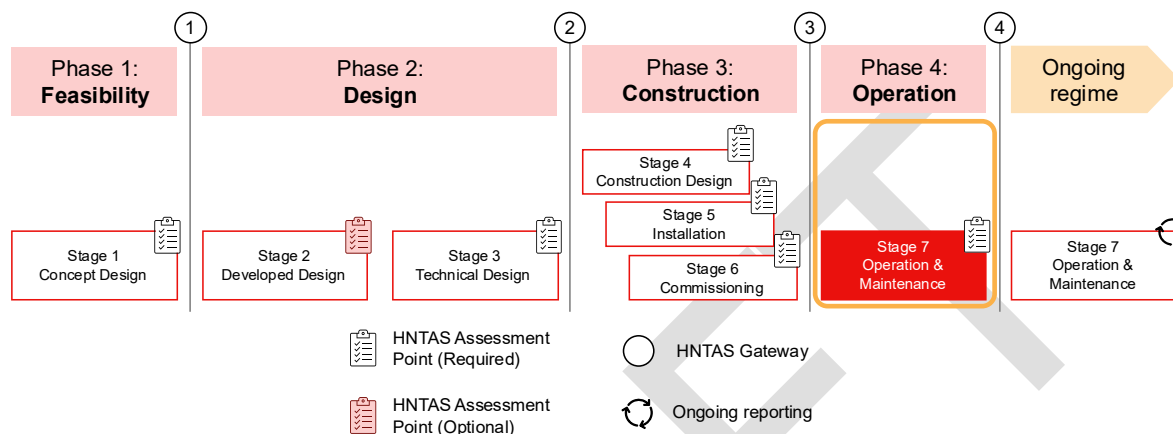 1
2
3
4
Phase 1:
Feasibility
Phase 2:
Design
Phase 3:
Construction
Phase 4:
Operation
Ongoing
regime
Stage 4
Construction Design
Stage 5
Installation
Stage 1
Concept Design
Stage 2
Developed Design
Stage 3
Technical Design
Stage 6
Commissioning
Stage 7
Operation &
Maintenance
Stage 7
Operation &
Maintenance
HNTAS Assessment
Point (Required)
HNTAS Gateway
HNTAS Assessment
Point (Optional)
Ongoing reporting